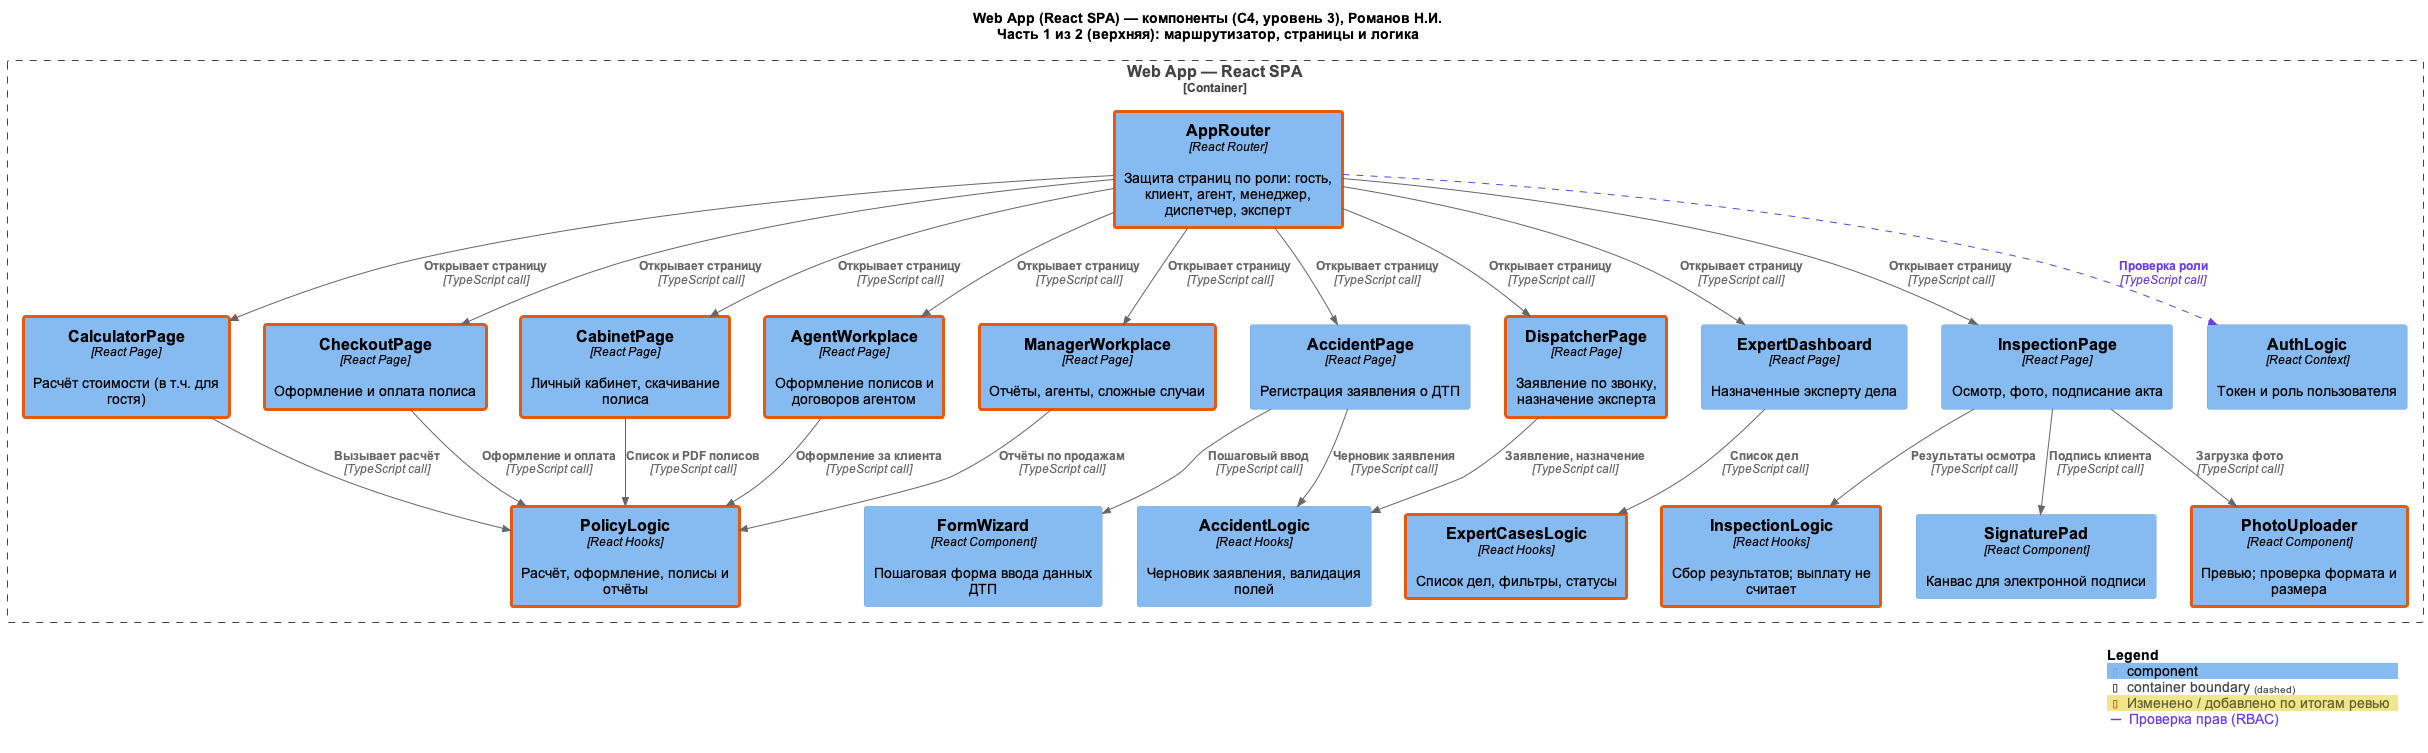 Web App (React SPA) — компоненты (C4, уровень 3), Романов Н.И.
Часть 1 из 2 (верхняя): маршрутизатор, страницы и логика
Web App — React SPA
[Container]
AppRouter
[React Router]
Защита страниц по роли: гость,
клиент, агент, менеджер,
диспетчер, эксперт
Открывает страницу
[TypeScript call]
Открывает страницу
[TypeScript call]
Открывает страницу
[TypeScript call]
Открывает страницу
[TypeScript call]
Открывает страницу
[TypeScript call]
Открывает страницу
[TypeScript call]
Открывает страницу
[TypeScript call]
Открывает страницу
[TypeScript call]
Открывает страницу
[TypeScript call]
Проверка роли
[TypeScript call]
CalculatorPage
[React Page]
Расчёт стоимости (в т.ч. для
гостя)
CheckoutPage
[React Page]
Оформление и оплата полиса
CabinetPage
[React Page]
Личный кабинет, скачивание
полиса
AgentWorkplace
[React Page]
Оформление полисов и
договоров агентом
ManagerWorkplace
[React Page]
Отчёты, агенты, сложные случаи
AccidentPage
[React Page]
Регистрация заявления о ДТП
DispatcherPage
[React Page]
Заявление по звонку,
назначение эксперта
ExpertDashboard
[React Page]
Назначенные эксперту дела
InspectionPage
[React Page]
Осмотр, фото, подписание акта
AuthLogic
[React Context]
Токен и роль пользователя
Вызывает расчёт
[TypeScript call]
Оформление и оплата
[TypeScript call]
Список и PDF полисов
[TypeScript call]
Оформление за клиента
[TypeScript call]
Отчёты по продажам
[TypeScript call]
Пошаговый ввод
[TypeScript call]
Черновик заявления
[TypeScript call]
Заявление, назначение
[TypeScript call]
Список дел
[TypeScript call]
Результаты осмотра
[TypeScript call]
Подпись клиента
[TypeScript call]
Загрузка фото
[TypeScript call]
PolicyLogic
[React Hooks]
Расчёт, оформление, полисы и
отчёты
FormWizard
[React Component]
Пошаговая форма ввода данных
ДТП
AccidentLogic
[React Hooks]
Черновик заявления, валидация
полей
ExpertCasesLogic
[React Hooks]
Список дел, фильтры, статусы
InspectionLogic
[React Hooks]
Сбор результатов; выплату не
считает
SignaturePad
[React Component]
Канвас для электронной подписи
PhotoUploader
[React Component]
Превью; проверка формата и
размера
Legend
component
container boundary (dashed)
Изменено / добавлено по итогам ревью
Проверка прав (RBAC)